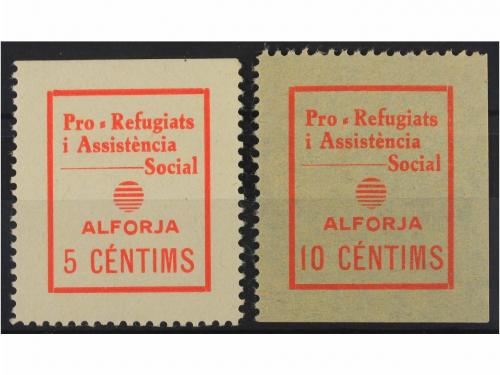 Pro - Refugiats
i Assistència
Social
ALFORJA
5 CÉNTIMS
Pro - Refugiats
i Assistència
Social
ALFORJA
10 CÉNTIMS